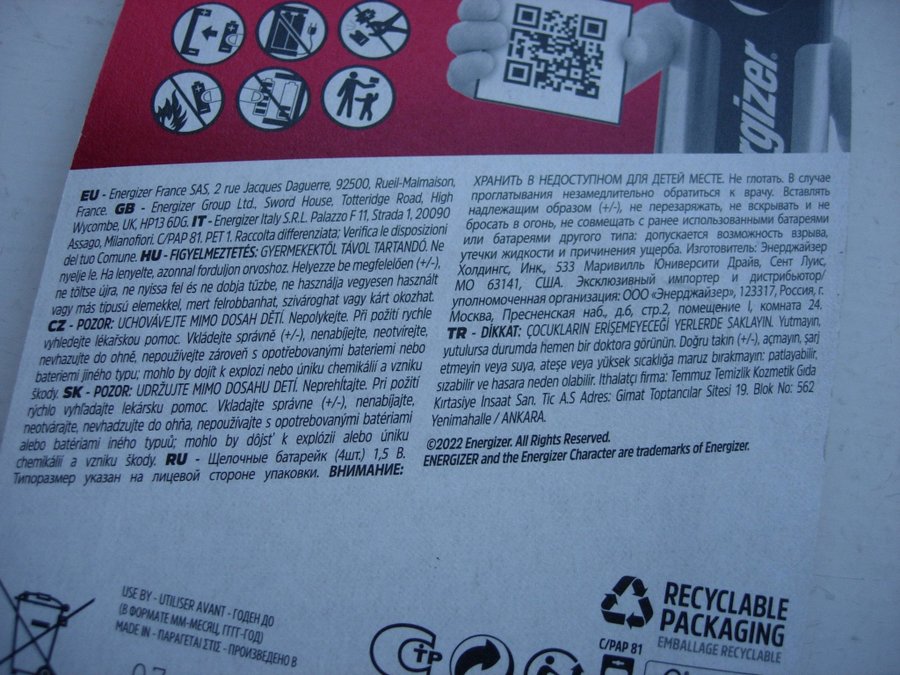 Energizer
EU - Energizer France SAS, 2 rue Jacques Daguerre, 92500, Rueil-Malmaison,
France. GB - Energizer Group Ltd., Sword House, Totteridge Road, High
Wycombe, UK, HP13 6DG. IT - Energizer Italy S.R.L. Palazzo F 11, Strada 1, 20090
Assago, Milanofiori. C/PAP 81. PET 1. Raccolta differenziata; Verifica le disposizioni
del tuo Comune. HU - FIGYELMEZTETÉS: GYERMEKEKTŐL TÁVOL TARTANDÓ. Ne
nyelje le. Ha lenyelte, azonnal forduljon orvoshoz. Helyezze be megfelelően (+/-),
ne töltse újra, ne nyissa fel és ne dobja tűzbe, ne használja vegyesen használt
vagy más típusú elemekkel, mert felrobbanhat, szivároghat vagy kárt okozhat.
CZ - POZOR: UCHOVÁVEJTE MIMO DOSAH DĚTÍ. Nepolykejte. Při požití rychle
vyhledejte lékařskou pomoc. Vkládejte správně (+/-), nenabíjejte, neotvírejte,
nevhazujte do ohně, nepoužívejte zároveň s opotřebovanými bateriemi nebo
bateriemi jiného typu; mohlo by dojít k explozi nebo úniku chemikálií a vzniku
škody. SK - POZOR: UDRŽUJTE MIMO DOSAHU DETÍ. Neprehĺtajte. Pri požití
rýchlo vyhľadajte lekársku pomoc. Vkladajte správne (+/-), nenabíjajte,
neotvárajte, nevhadzujte do ohňa, nepoužívajte s opotrebovanými batériami
alebo batériami iného typuů; mohlo by dôjsť k explózii alebo úniku
chemikálií a vzniku škody. RU - Щелочные батарейк (4шт.) 1,5 В.
Типоразмер указан на лицевой стороне упаковки. ВНИМАНИЕ:
ХРАНИТЬ В НЕДОСТУПНОМ ДЛЯ ДЕТЕЙ МЕСТЕ. Не глотать. В случае
проглатывания незамедлительно обратиться к врачу. Вставлять
надлежащим образом (+/-), не перезаряжать, не вскрывать и не
бросать в огонь, не совмещать с ранее использованными батареями
или батареями другого типа: допускается возможность взрыва,
утечки жидкости и причинения ущерба. Изготовитель: Энерджайзер
Холдингс, Инк., 533 Маривилль Юниверсити Драйв, Сент Луис,
МО 63141, США. Эксклюзивный импортер и дистрибьютор/
уполномоченная организация: ООО «Энерджайзер», 123317, Россия, г.
Москва, Пресненская наб., д.6, стр.2, помещение I, комната 24.
TR - DİKKAT: ÇOCUKLARIN ERİŞEMEYECEĞİ YERLERDE SAKLAYIN. Yutmayın,
yutulursa durumda hemen bir doktora görünün. Doğru takın (+/-), açmayın, şarj
etmeyin veya suya, ateşe veya yüksek sıcaklığa maruz bırakmayın: patlayabilir,
sızabilir ve hasara neden olabilir. Ithalatçı firma: Temmuz Temizlik Kozmetik Gıda
Kırtasiye Insaat San. Tic A.S Adres: Gimat Toptancilar Sitesi 19. Blok No: 562
Yenimahalle / ANKARA.
©2022 Energizer. All Rights Reserved.
ENERGIZER and the Energizer Character are trademarks of Energizer.
USE BY - UTILISER AVANT - ГОДЕН ДО
(В ФОРМАТЕ ММ-МЕСЯЦ, ГГГГ-ГОД)
MADE IN - ΠΑΡΑΓΕΤΑΙ ΣΤΙΣ - ПРОИЗВЕДЕНО В
C/PAP 81
RECYCLABLE
PACKAGING
EMBALLAGE RECYCLABLE